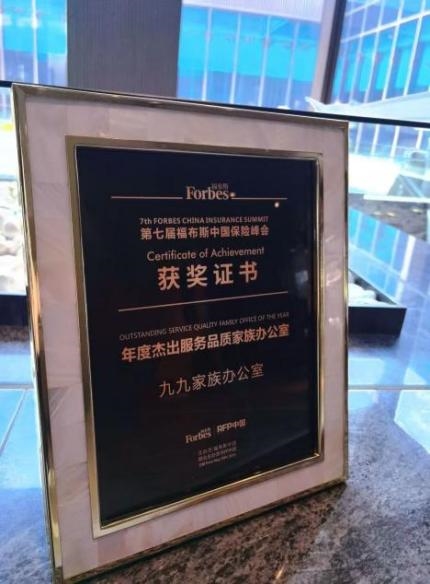 福布斯
Forbes
7th FORBES CHINA INSURANCE SUMMIT
第七届福布斯中国保险峰会
Certificate of Achievement
获奖证书
OUTSTANDING SERVICE QUALITY FAMILY OFFICE OF THE YEAR
年度杰出服务品质家族办公室
九九家族办公室
Forbes RFP中国